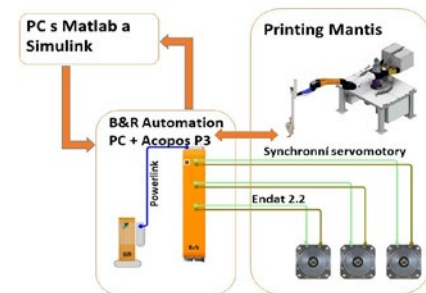 PC s Matlab a
Simulink
Printing Mantis
B&R Automation
PC + Acopos P3
Synchronní servomotory
Powerlink
Endat 2.2